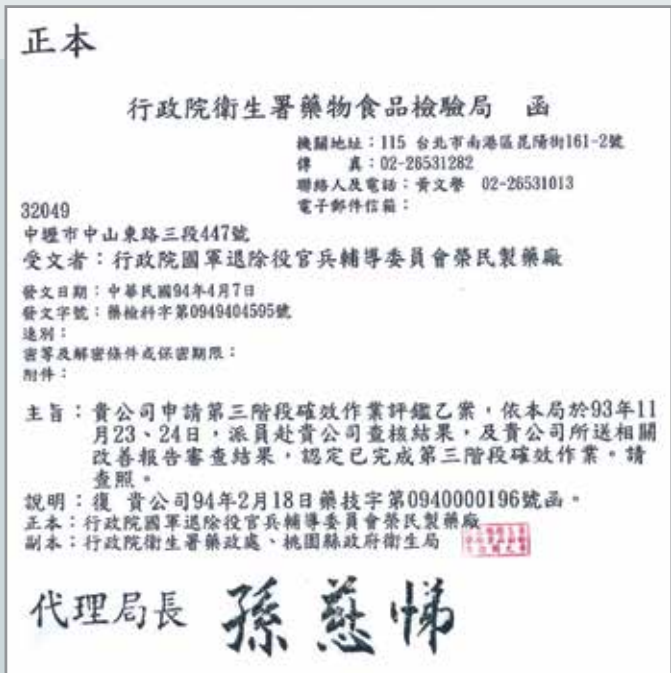 正本
行政院衛生署藥物食品檢驗局　函
機關地址：115 台北市南港區昆陽街161-2號
傳　真：02-26531282
聯絡人及電話：黃文譽 02-26531013
電子郵件信箱：
32049
中壢市中山東路三段447號
受文者：行政院國軍退除役官兵輔導委員會榮民製藥廠
發文日期：中華民國94年4月7日
發文字號：藥檢科字第0949404595號
速別：
密等及解密條件或保密期限：
附件：
主旨：貴公司申請第三階段確效作業評鑑乙案，依本局於93年11
月23、24日，派員赴貴公司查核結果，及貴公司所送相關
改善報告審查結果，認定已完成第三階段確效作業。請
查照。
說明：復 貴公司94年2月18日藥技字第0940000196號函。
正本：行政院國軍退除役官兵輔導委員會榮民製藥廠
副本：行政院衛生署藥政處、桃園縣政府衛生局
代理局長 孫慈悌